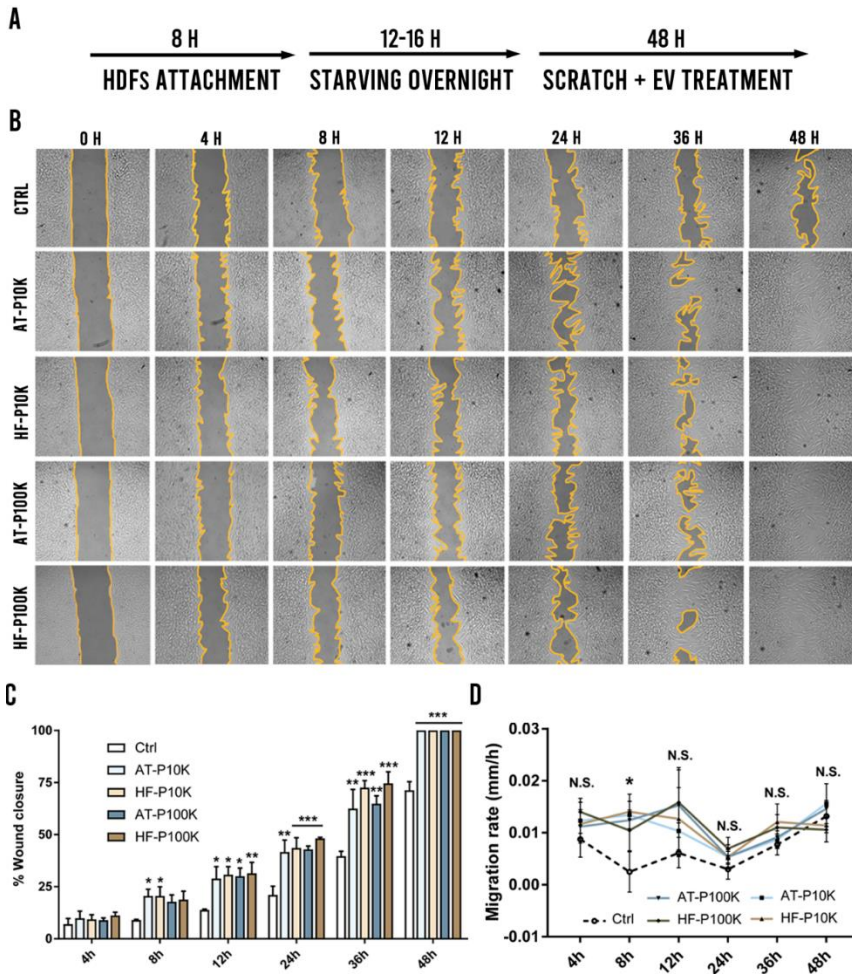 A
8 H
12-16 H
48 H
HDFs ATTACHMENT
STARVING OVERNIGHT
SCRATCH + EV TREATMENT
B
0 H
4 H
8 H
12 H
24 H
36 H
48 H
CTRL
AT-P10K
HF-P10K
AT-P100K
HF-P100K
C
% Wound closure
100
75
50
25
0
Ctrl
AT-P10K
HF-P10K
AT-P100K
HF-P100K
* *
* * * **
** ***
** *** ** ***
***
4h
8h
12h
24h
36h
48h
D
Migration rate (mm/h)
0.03
0.02
0.01
0.00
-0.01
N.S.
*
N.S.
N.S.
N.S.
N.S.
AT-P100K
AT-P10K
Ctrl
HF-P100K
HF-P10K
4h
8h
12h
24h
36h
48h